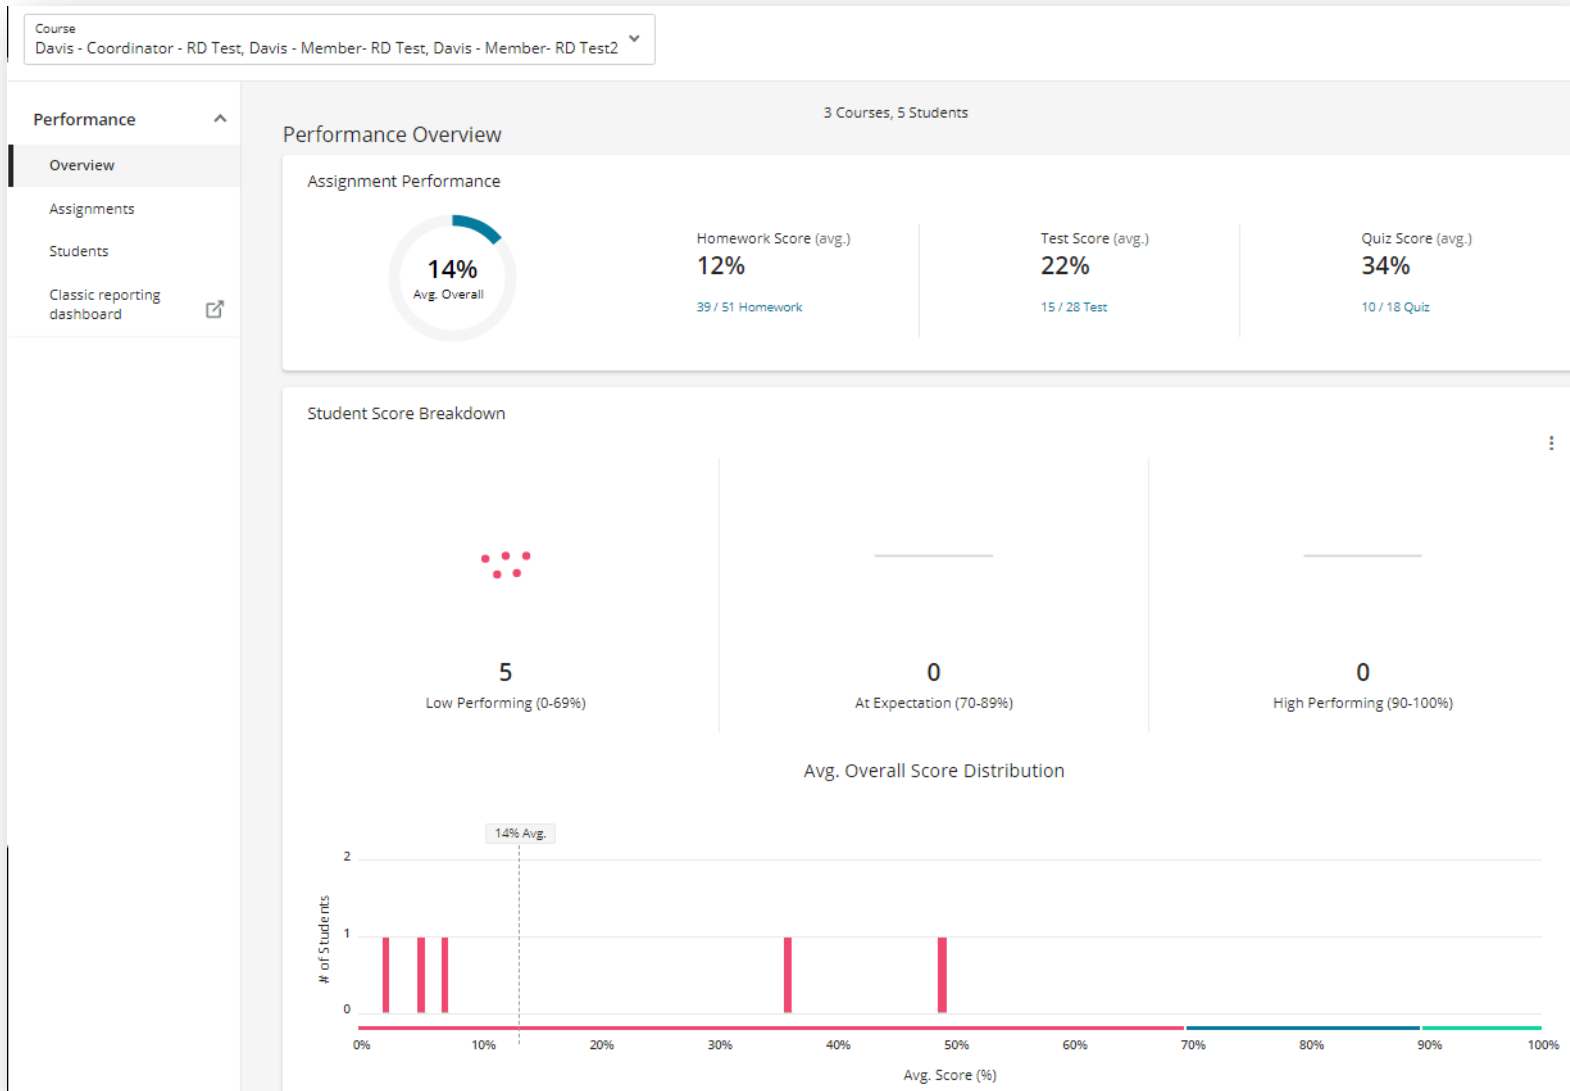 Course
Davis - Coordinator - RD Test, Davis - Member- RD Test, Davis - Member- RD Test2
Performance
Overview
Assignments
Students
Classic reporting
dashboard
3 Courses, 5 Students
Performance Overview
Assignment Performance
14%
Avg. Overall
Homework Score (avg.)
12%
39 / 51 Homework
Test Score (avg.)
22%
15 / 28 Test
Quiz Score (avg.)
34%
10 / 18 Quiz
Student Score Breakdown
5
Low Performing (0-69%)
0
At Expectation (70-89%)
0
High Performing (90-100%)
Avg. Overall Score Distribution
14% Avg.
# of Students
2
1
0
0% 10% 20% 30% 40% 50% 60% 70% 80% 90% 100%
Avg. Score (%)